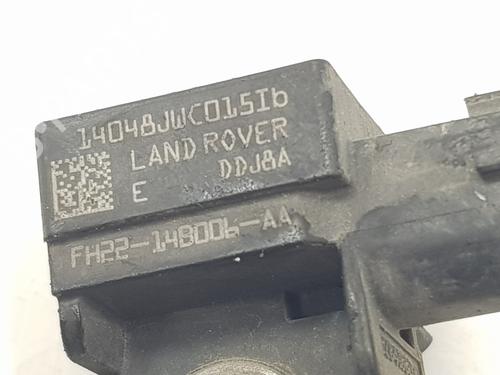 14048JWC015Ib
LAND ROVER
E DDJ8A
FH22-14B006-AA